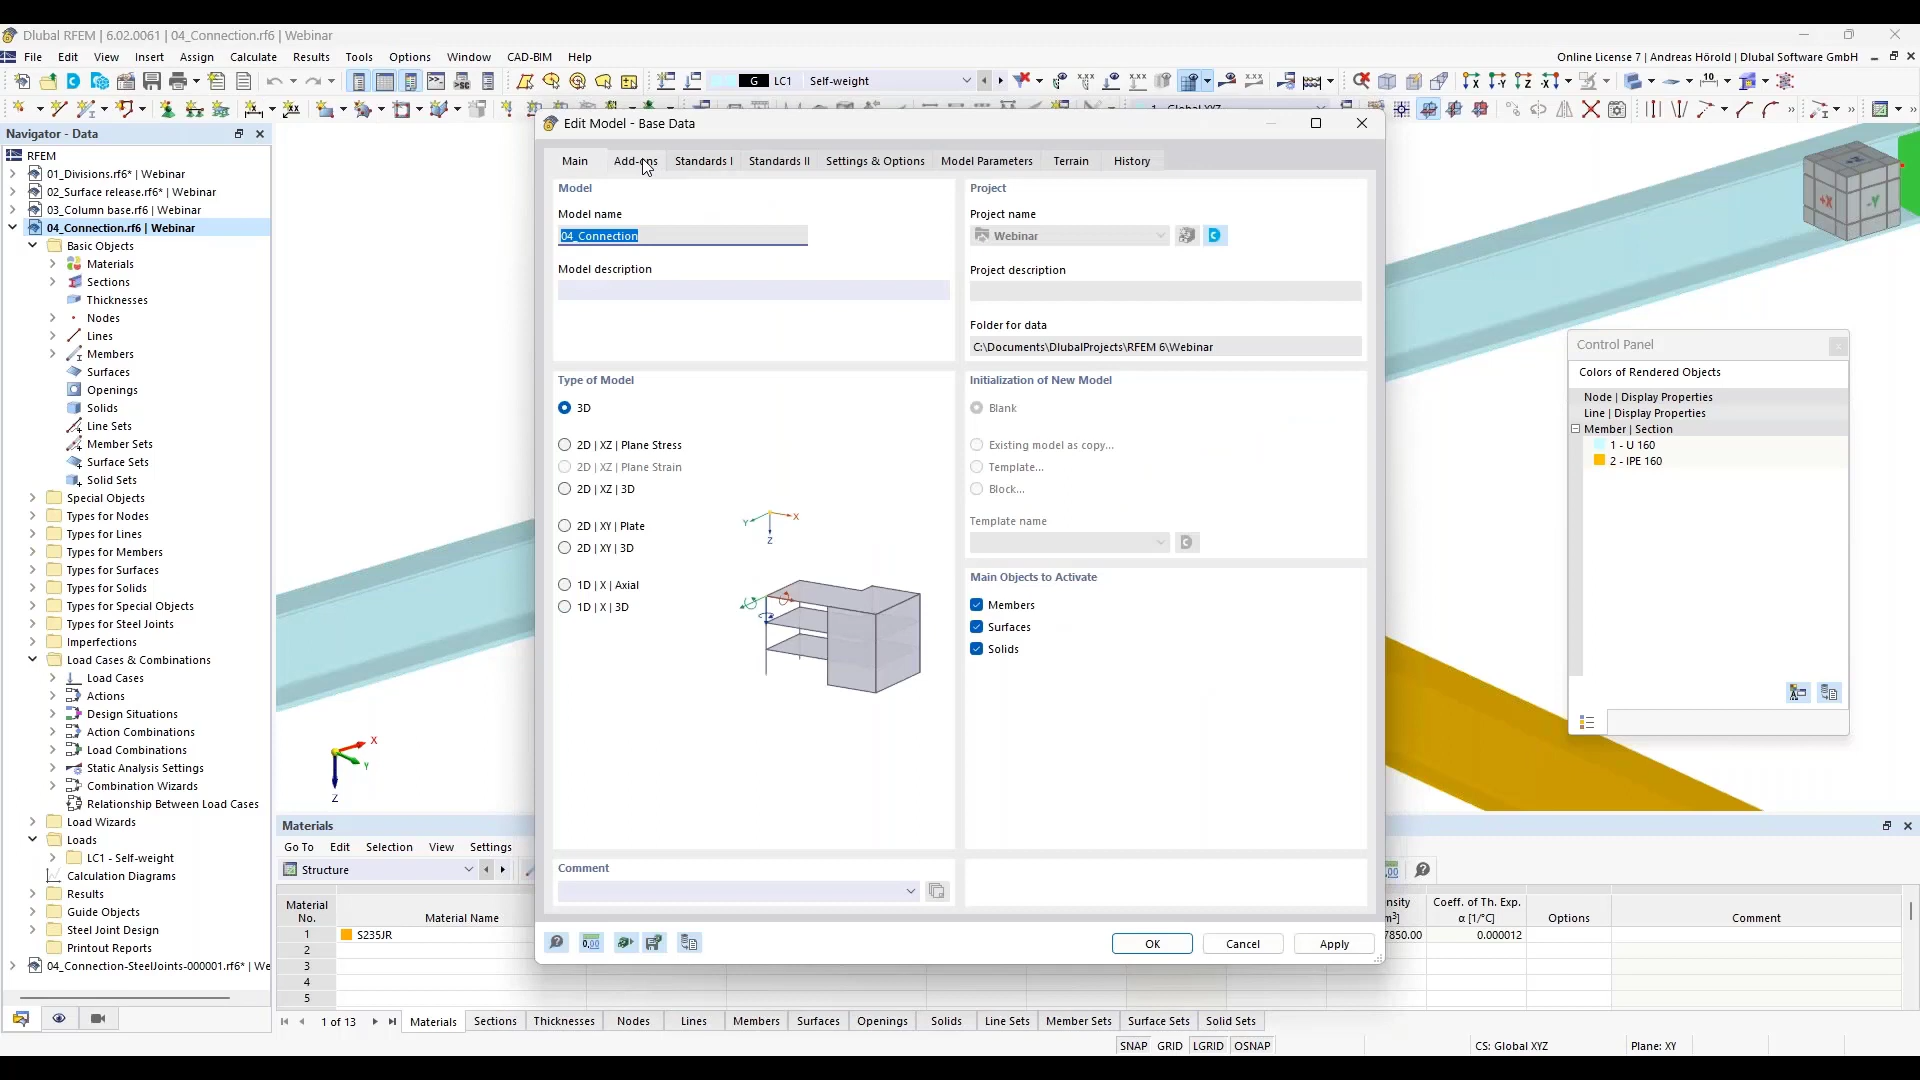 Dlubal RFEM | 6.02.0061 | 04_Connection.rf6 | Webinar
File Edit View Insert Assign Calculate Results Tools Options Window CAD-BIM Help
Online License 7 | Andreas Hörold | Dlubal Software GmbH
G LC1 Self-weight
Navigator - Data
RFEM
01_Divisions.rf6* | Webinar
02_Surface release.rf6* | Webinar
03_Column base.rf6 | Webinar
04_Connection.rf6 | Webinar
Basic Objects
Materials
Sections
Thicknesses
Nodes
Lines
Members
Surfaces
Openings
Solids
Line Sets
Member Sets
Surface Sets
Solid Sets
Special Objects
Types for Nodes
Types for Lines
Types for Members
Types for Surfaces
Types for Solids
Types for Special Objects
Types for Steel Joints
Imperfections
Load Cases & Combinations
Load Cases
Actions
Design Situations
Action Combinations
Load Combinations
Static Analysis Settings
Combination Wizards
Relationship Between Load Cases
Load Wizards
Loads
LC1 - Self-weight
Calculation Diagrams
Results
Guide Objects
Steel Joint Design
Printout Reports
04_Connection-SteelJoints-000001.rf6* | We
Edit Model - Base Data
Main Add-ons Standards I Standards II Settings & Options Model Parameters Terrain History
Model
Model name
04_Connection
Model description
Project
Project name
Webinar
Project description
Folder for data
C:\Documents\DlubalProjects\RFEM 6\Webinar
Type of Model
3D
2D | XZ | Plane Stress
2D | XZ | Plane Strain
2D | XZ | 3D
2D | XY | Plate
2D | XY | 3D
1D | X | Axial
1D | X | 3D
Y X
Z
Initialization of New Model
Blank
Existing model as copy...
Template...
Block...
Template name
Main Objects to Activate
Members
Surfaces
Solids
Comment
OK Cancel Apply
+Z
+X -Y
Control Panel
Colors of Rendered Objects
Node | Display Properties
Line | Display Properties
Member | Section
1 - U 160
2 - IPE 160
X
Y
Z
Materials
Go To Edit Selection View Settings
Structure
Material
No. Material Name
1 S235JR
2
3
4
5
Coeff. of Th. Exp.
α [1/°C] Options Comment
7850.00 0.000012
1 of 13 Materials Sections Thicknesses Nodes Lines Members Surfaces Openings Solids Line Sets Member Sets Surface Sets Solid Sets
SNAP GRID LGRID OSNAP CS: Global XYZ Plane: XY